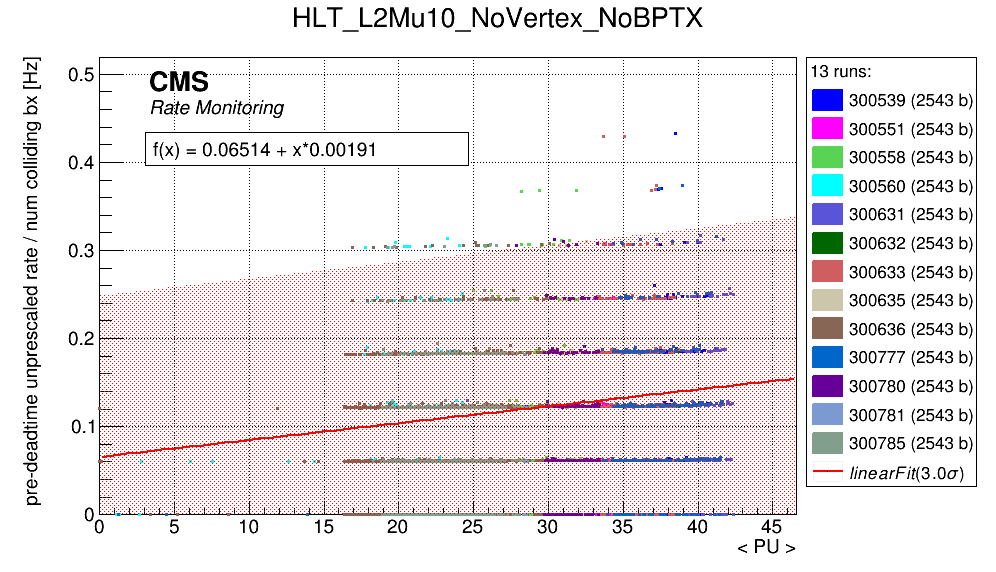 HLT_L2Mu10_NoVertex_NoBPTX
pre-deadtime unprescaled rate / num colliding bx [Hz]
0.5
0.4
0.3
0.2
0.1
0
CMS
Rate Monitoring
f(x) = 0.06514 + x*0.00191
0 5 10 15 20 25 30 35 40 45
< PU >
13 runs:
300539 (2543 b)
300551 (2543 b)
300558 (2543 b)
300560 (2543 b)
300631 (2543 b)
300632 (2543 b)
300633 (2543 b)
300635 (2543 b)
300636 (2543 b)
300777 (2543 b)
300780 (2543 b)
300781 (2543 b)
300785 (2543 b)
linearFit(3.0σ)